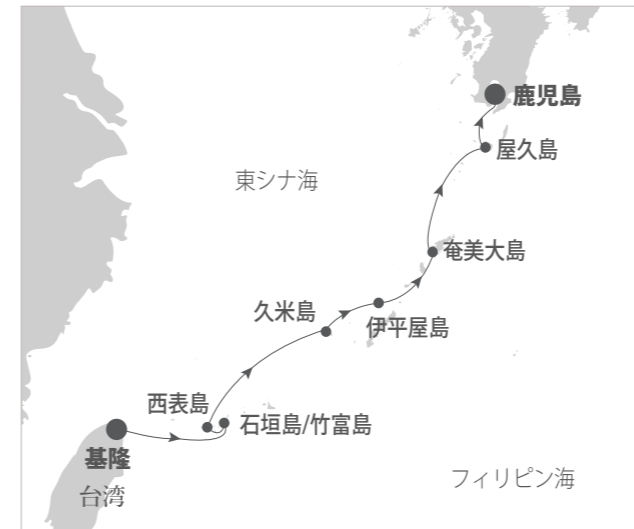 鹿児島
屋久島
東シナ海
奄美大島
久米島
伊平屋島
西表島
石垣島/竹富島
基隆
台湾
フィリピン海